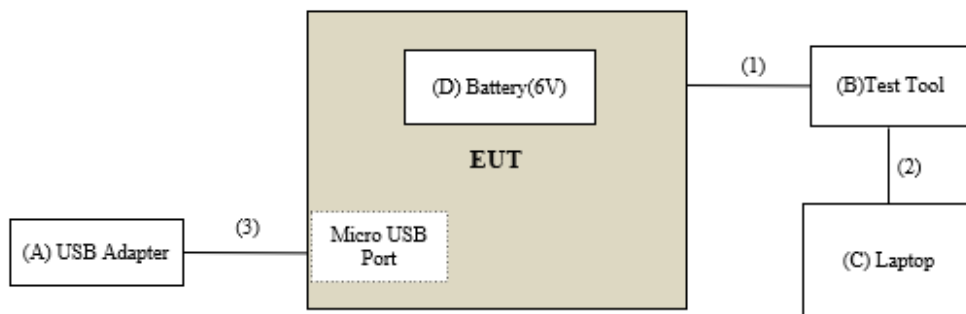 (D) Battery(6V)
(1)
(B)Test Tool
EUT
(2)
(3)
(A) USB Adapter
Micro USB
Port
(C) Laptop